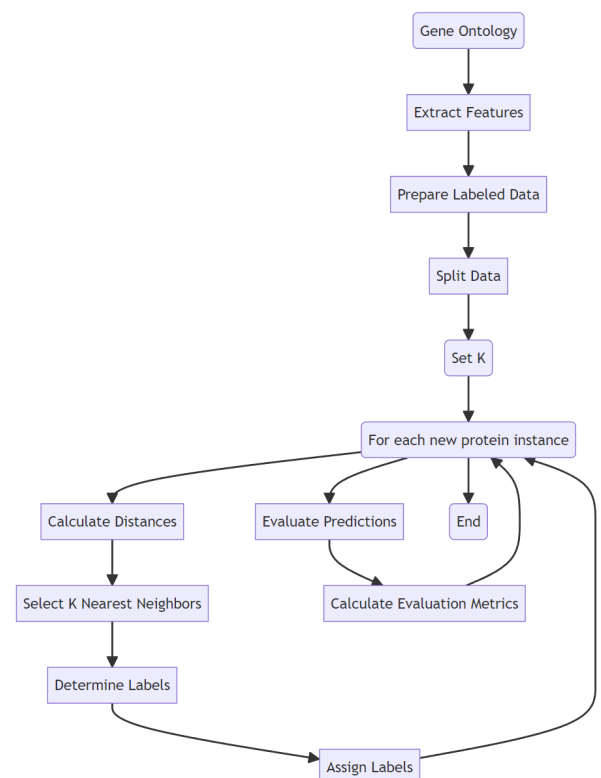 Gene Ontology
Extract Features
Prepare Labeled Data
Split Data
Set K
For each new protein instance
Calculate Distances
Evaluate Predictions
End
Select K Nearest Neighbors
Calculate Evaluation Metrics
Determine Labels
Assign Labels